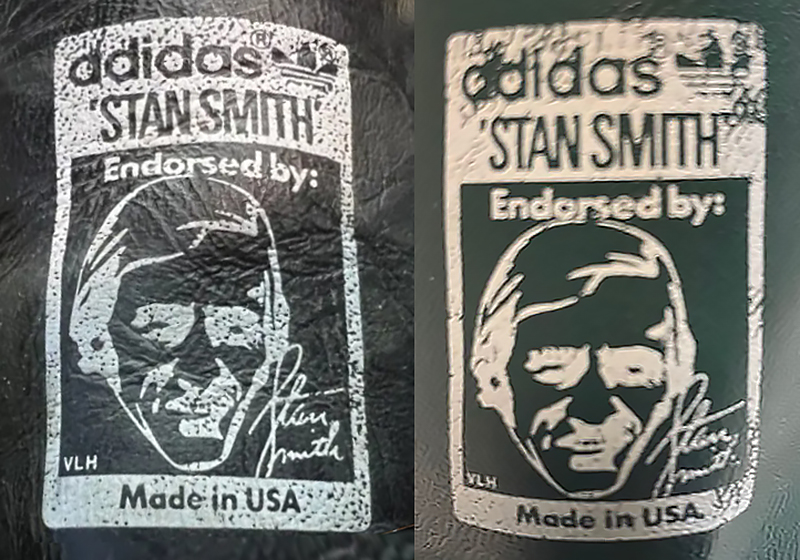 adidas®
'STAN SMITH'
Endorsed by:
Stan
Smith
VLH
Made in USA
adidas
'STAN SMITH'
Endorsed by:
Stan
Smith
VLH
Made in USA